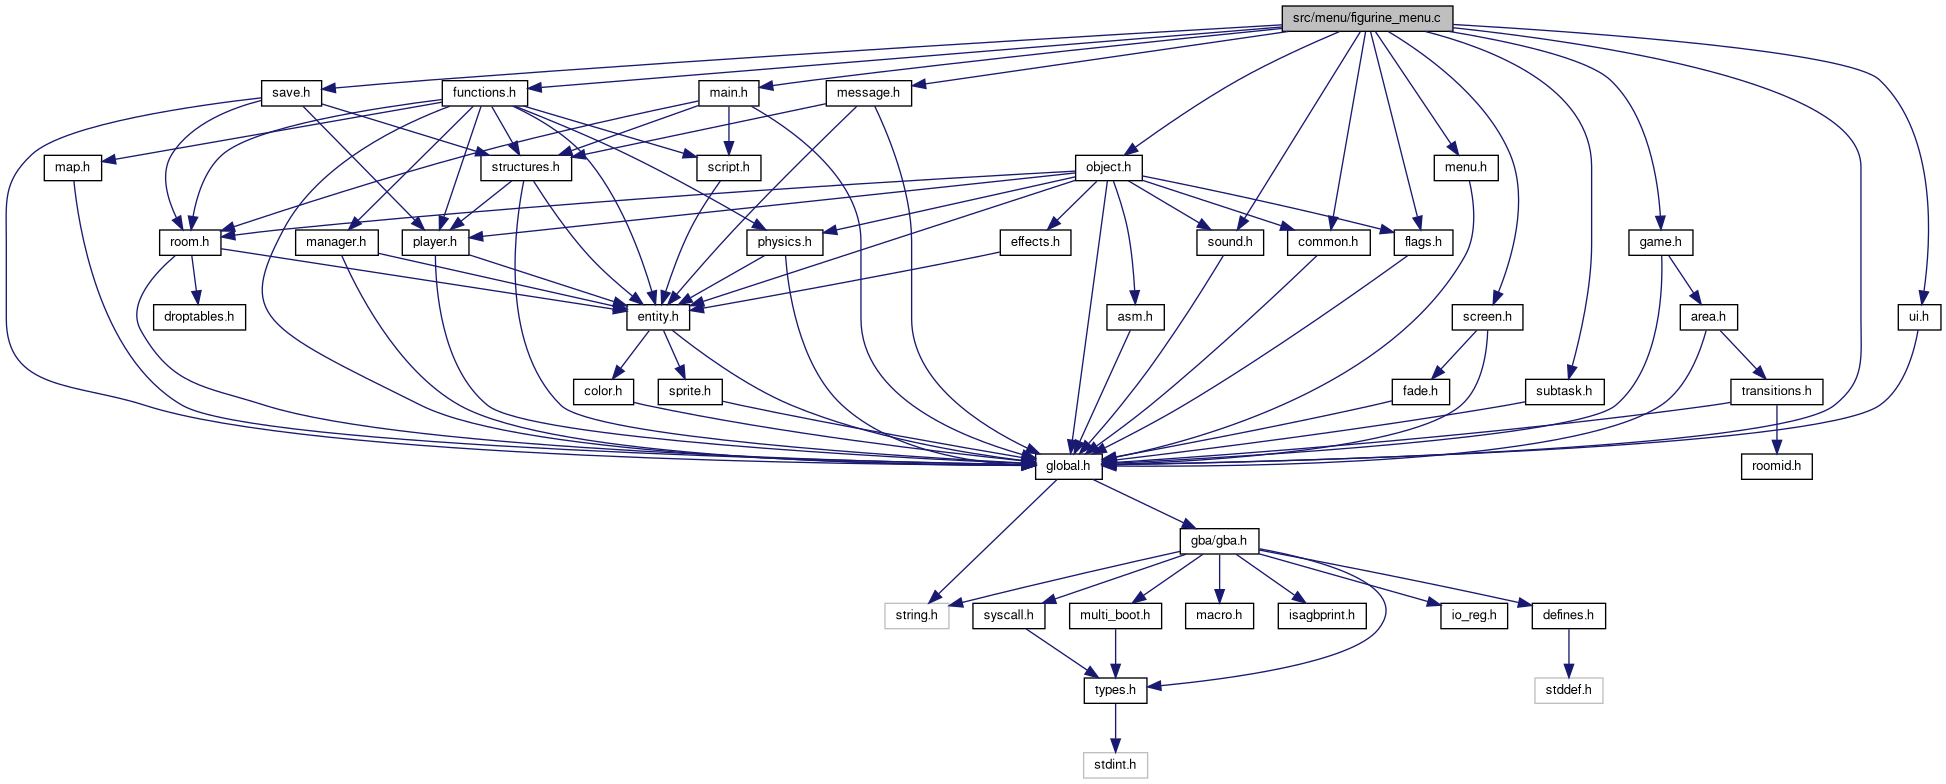 src/menu/figurine_menu.c
save.h
functions.h
main.h
message.h
map.h
structures.h
script.h
object.h
menu.h
room.h
manager.h
player.h
physics.h
effects.h
sound.h
common.h
flags.h
game.h
droptables.h
entity.h
asm.h
screen.h
area.h
ui.h
color.h
sprite.h
fade.h
subtask.h
transitions.h
global.h
roomid.h
gba/gba.h
string.h
syscall.h
multi_boot.h
macro.h
isagbprint.h
io_reg.h
defines.h
types.h
stddef.h
stdint.h